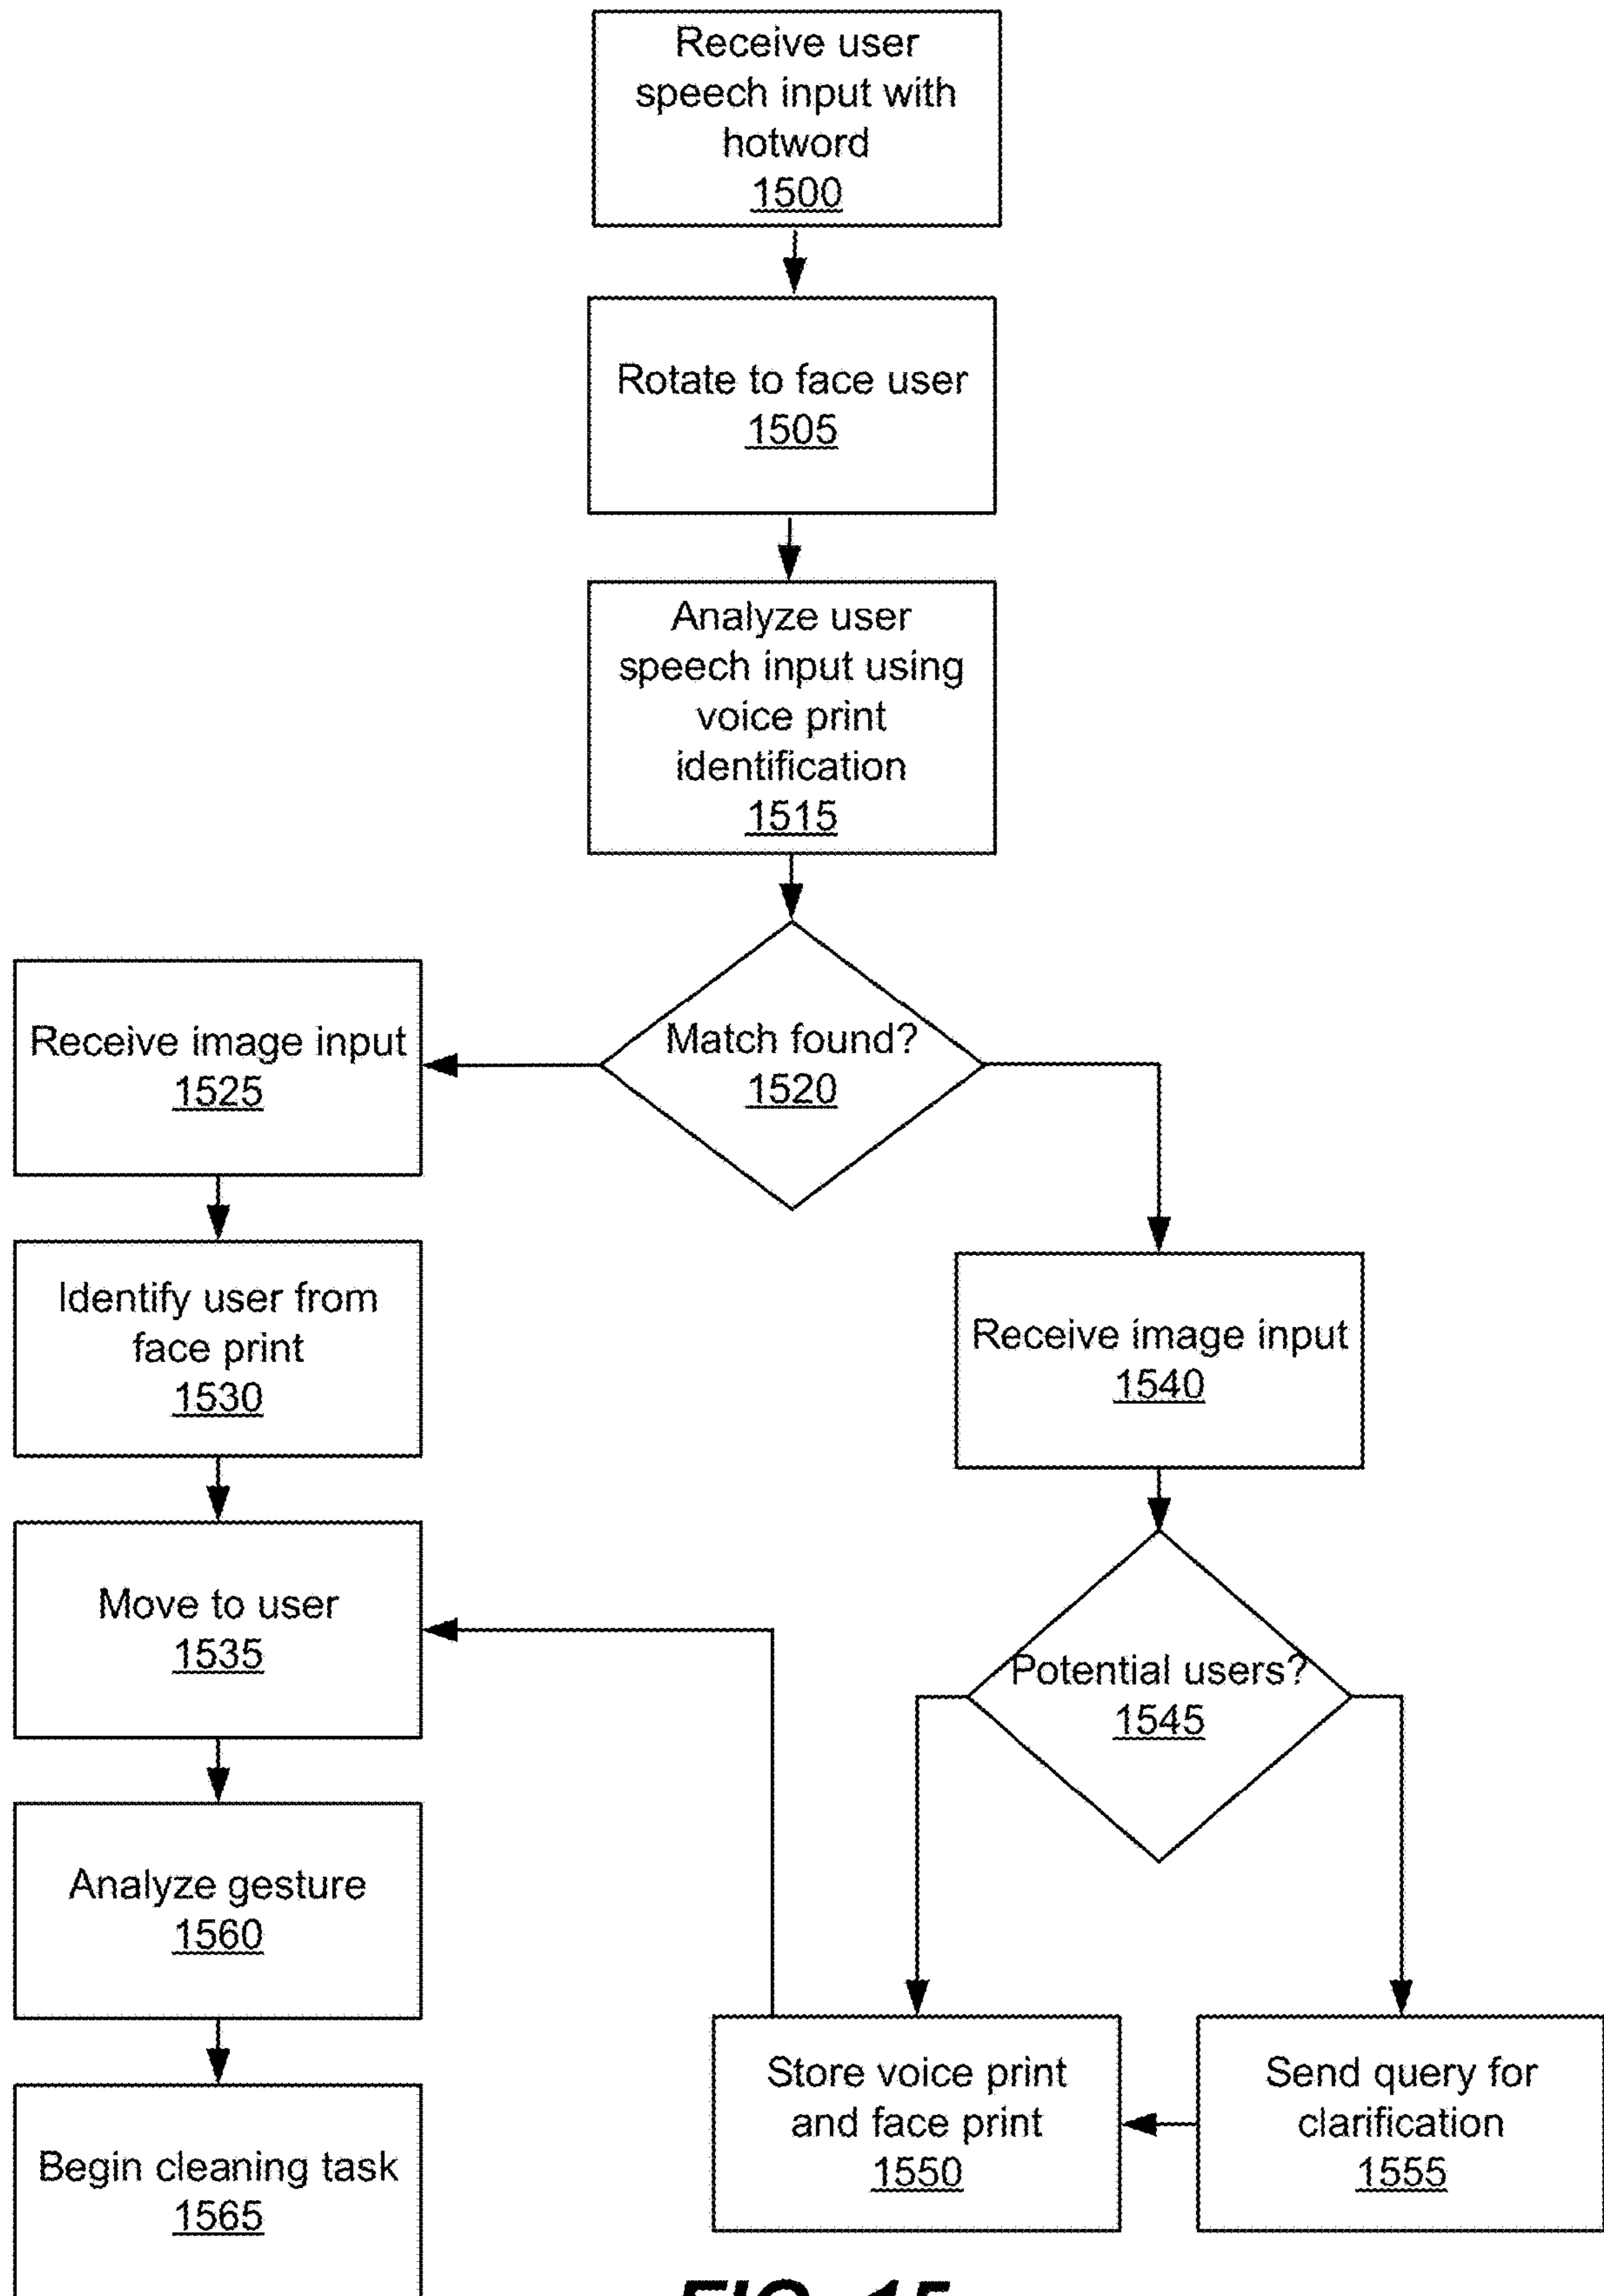 Receive user
speech input with
hotword
1500
Rotate to face user
1505
Analyze user
speech input using
voice print
identification
1515
Match found?
1520
Receive image input
1525
Identify user from
face print
1530
Move to user
1535
Analyze gesture
1560
Begin cleaning task
1565
Receive image input
1540
Potential users?
1545
Store voice print
and face print
1550
Send query for
clarification
1555
FIG. 15